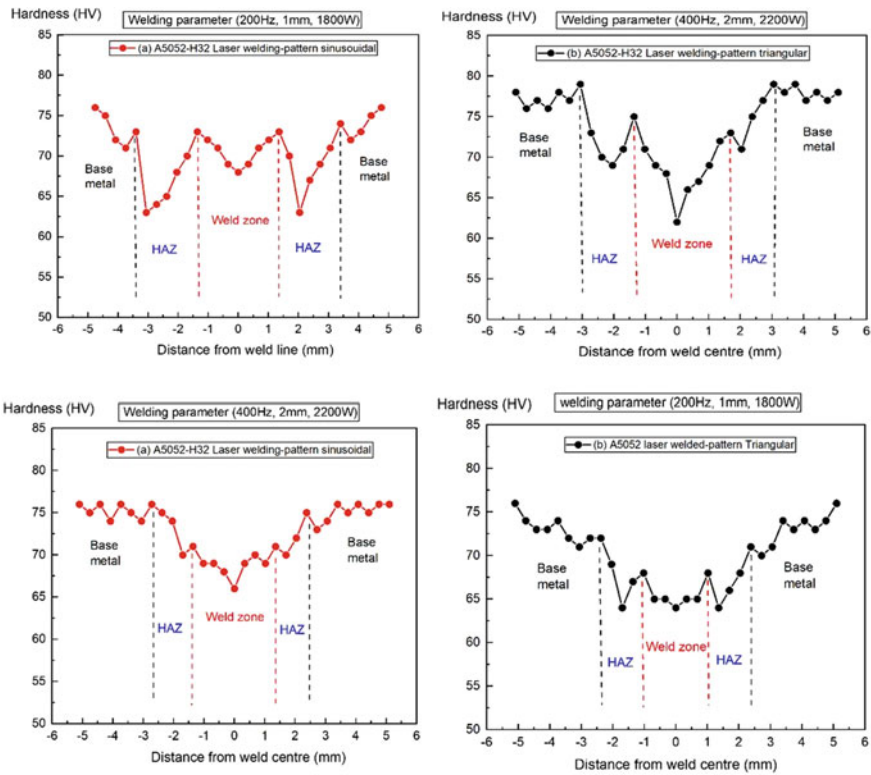 Hardness (HV)
Welding parameter (200Hz, 1mm, 1800W)
(a) A5052-H32 Laser welding-pattern sinusouidal
85
80
75
70
65
60
55
50
Base
metal
HAZ
Weld zone
HAZ
Base
metal
-6 -5 -4 -3 -2 -1 0 1 2 3 4 5 6
Distance from weld line (mm)
Hardness (HV)
Welding parameter (400Hz, 2mm, 2200W)
(b) A5052-H32 Laser welding-pattern triangular
85
80
75
70
65
60
55
50
Base metal
HAZ
Weld zone
HAZ
Base
metal
-6 -5 -4 -3 -2 -1 0 1 2 3 4 5 6
Distance from weld centre (mm)
Hardness (HV)
Welding parameter (400Hz, 2mm, 2200W)
(a) A5052-H32 Laser welding-pattern sinusoidal
85
80
75
70
65
60
55
50
Base
metal
HAZ
Weld zone
HAZ
Base
metal
-6 -5 -4 -3 -2 -1 0 1 2 3 4 5 6
Distance from weld centre (mm)
Hardness (HV)
welding parameter (200Hz, 1mm, 1800W)
(b) A5052 laser welded-pattern Triangular
85
80
75
70
65
60
55
50
Base
metal
HAZ
Weld zone
HAZ
Base
metal
-6 -5 -4 -3 -2 -1 0 1 2 3 4 5 6
Distance from weld centre (mm)